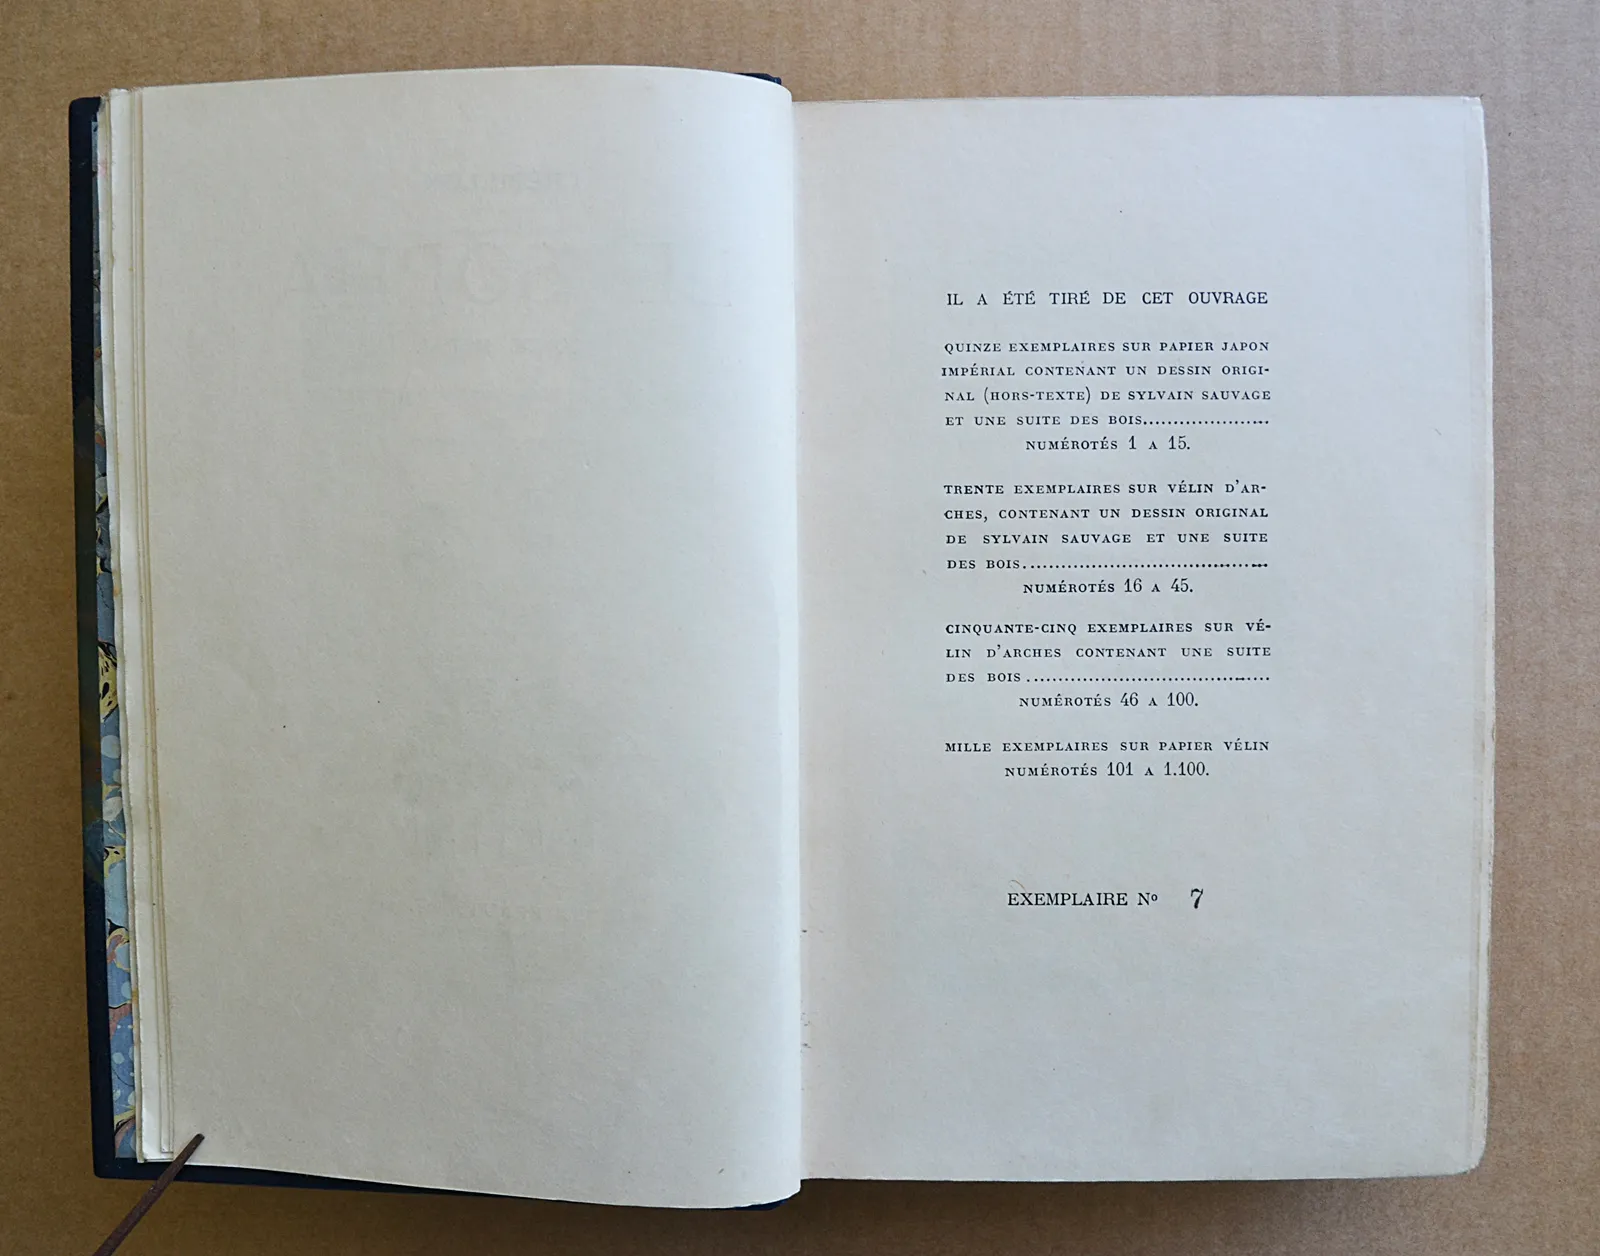 IL A ÉTÉ TIRÉ DE CET OUVRAGE
QUINZE EXEMPLAIRES SUR PAPIER JAPON
IMPÉRIAL CONTENANT UN DESSIN ORIGI-
NAL (HORS-TEXTE) DE SYLVAIN SAUVAGE
ET UNE SUITE DES BOIS.....................
NUMÉROTÉS 1 A 15.
TRENTE EXEMPLAIRES SUR VÉLIN D'AR-
CHES, CONTENANT UN DESSIN ORIGINAL
DE SYLVAIN SAUVAGE ET UNE SUITE
DES BOIS........................................
NUMÉROTÉS 16 A 45.
CINQUANTE-CINQ EXEMPLAIRES SUR VÉ-
LIN D'ARCHES CONTENANT UNE SUITE
DES BOIS ........................................
NUMÉROTÉS 46 A 100.
MILLE EXEMPLAIRES SUR PAPIER VÉLIN
NUMÉROTÉS 101 A 1.100.
EXEMPLAIRE Nº 7